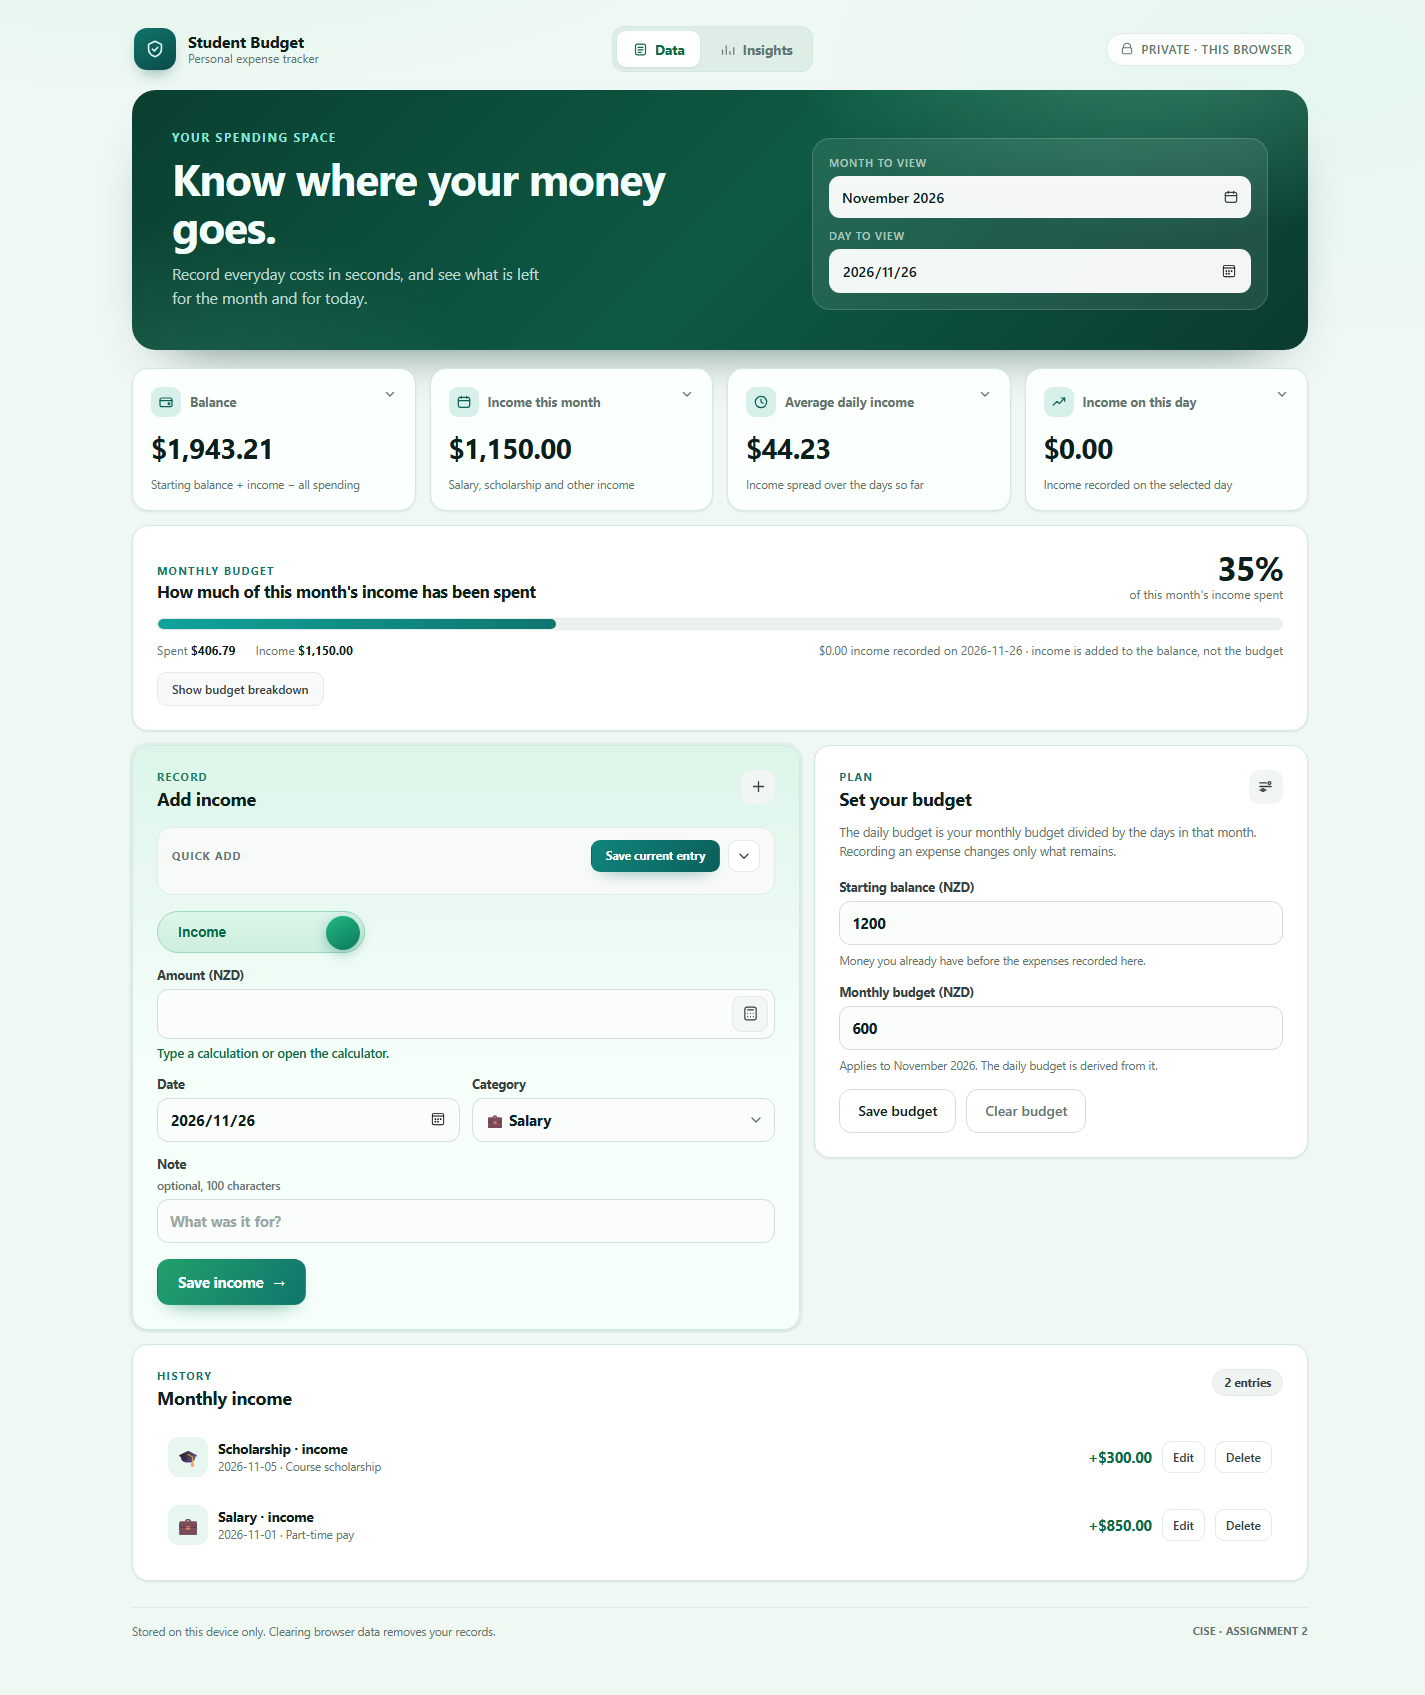 Student Budget
Personal expense tracker
Data
Insights
PRIVATE · THIS BROWSER
YOUR SPENDING SPACE
Know where your money
goes.
Record everyday costs in seconds, and see what is left
for the month and for today.
MONTH TO VIEW
November 2026
DAY TO VIEW
2026/11/26
Balance
$1,943.21
Starting balance + income − all spending
Income this month
$1,150.00
Salary, scholarship and other income
Average daily income
$44.23
Income spread over the days so far
Income on this day
$0.00
Income recorded on the selected day
MONTHLY BUDGET
How much of this month's income has been spent
35%
of this month's income spent
Spent $406.79 Income $1,150.00
$0.00 income recorded on 2026-11-26 · income is added to the balance, not the budget
Show budget breakdown
RECORD
Add income
QUICK ADD
Save current entry
Income
Amount (NZD)
Type a calculation or open the calculator.
Date
2026/11/26
Category
Salary
Note
optional, 100 characters
What was it for?
Save income →
PLAN
Set your budget
The daily budget is your monthly budget divided by the days in that month.
Recording an expense changes only what remains.
Starting balance (NZD)
1200
Money you already have before the expenses recorded here.
Monthly budget (NZD)
600
Applies to November 2026. The daily budget is derived from it.
Save budget
Clear budget
HISTORY
Monthly income
2 entries
Scholarship · income
2026-11-05 · Course scholarship
+$300.00
Edit
Delete
Salary · income
2026-11-01 · Part-time pay
+$850.00
Edit
Delete
Stored on this device only. Clearing browser data removes your records.
CISE · ASSIGNMENT 2